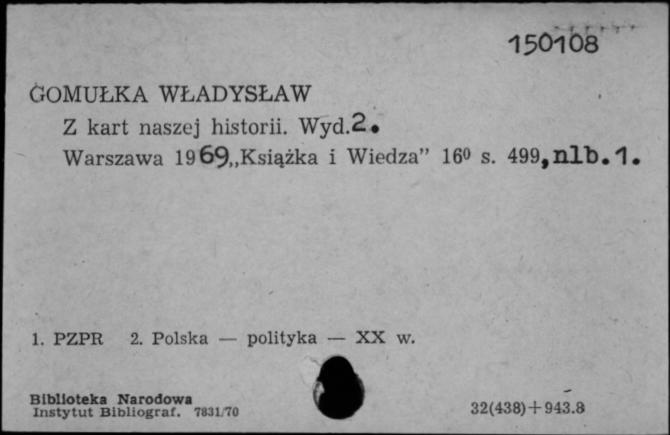 150108
GOMUŁKA WŁADYSŁAW
Z kart naszej historii. Wyd.2.
Warszawa 1969„Książka i Wiedza” 16⁰ s. 499,nlb.1.
1. PZPR 2. Polska — polityka — XX w.
Biblioteka Narodowa
Instytut Bibliograf. 7831/70
32(438)+943.8